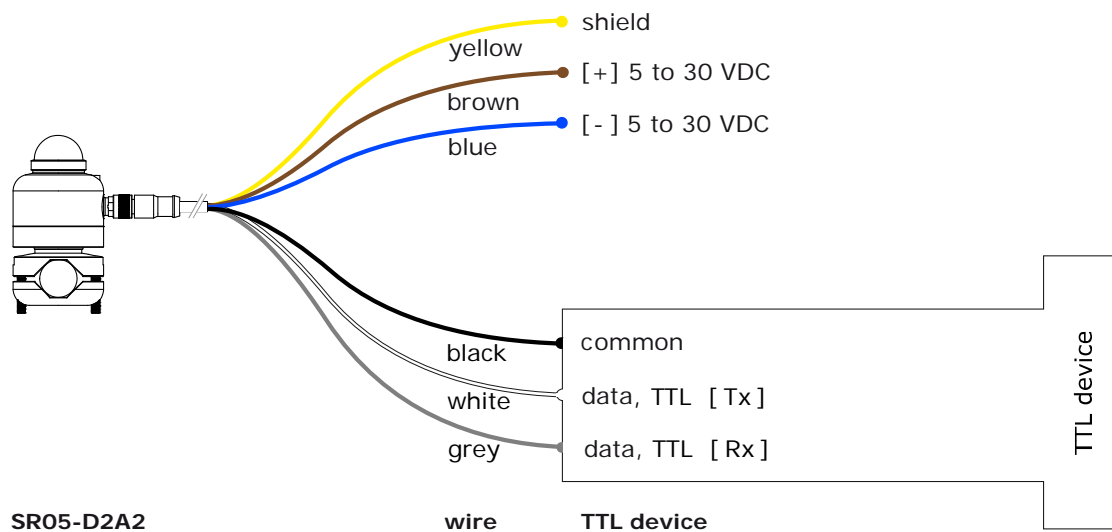 shield
yellow
[+] 5 to 30 VDC
brown
[-] 5 to 30 VDC
blue
common
black
data, TTL [Tx]
white
data, TTL [Rx]
grey
TTL device
SR05-D2A2 wire TTL device